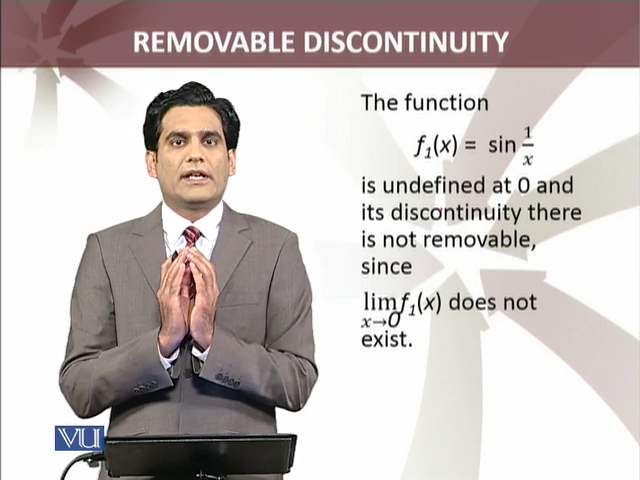 REMOVABLE DISCONTINUITY
The function
f₁(x) = sin 1/x
is undefined at 0 and
its discontinuity there
is not removable,
since
lim x→0 f₁(x) does not
exist.
VU